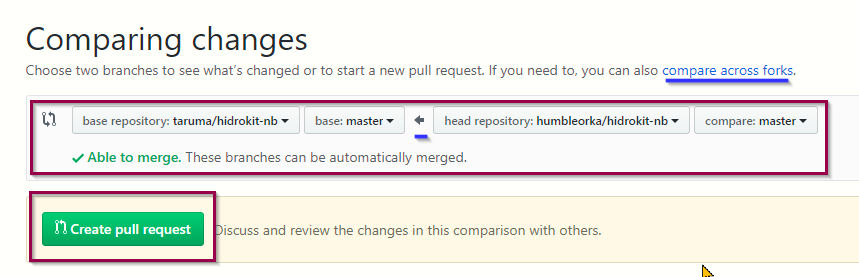 Comparing changes
Choose two branches to see what's changed or to start a new pull request. If you need to, you can also compare across forks.
base repository: taruma/hidrokit-nb base: master head repository: humbleorka/hidrokit-nb compare: master
Able to merge. These branches can be automatically merged.
Create pull request Discuss and review the changes in this comparison with others.